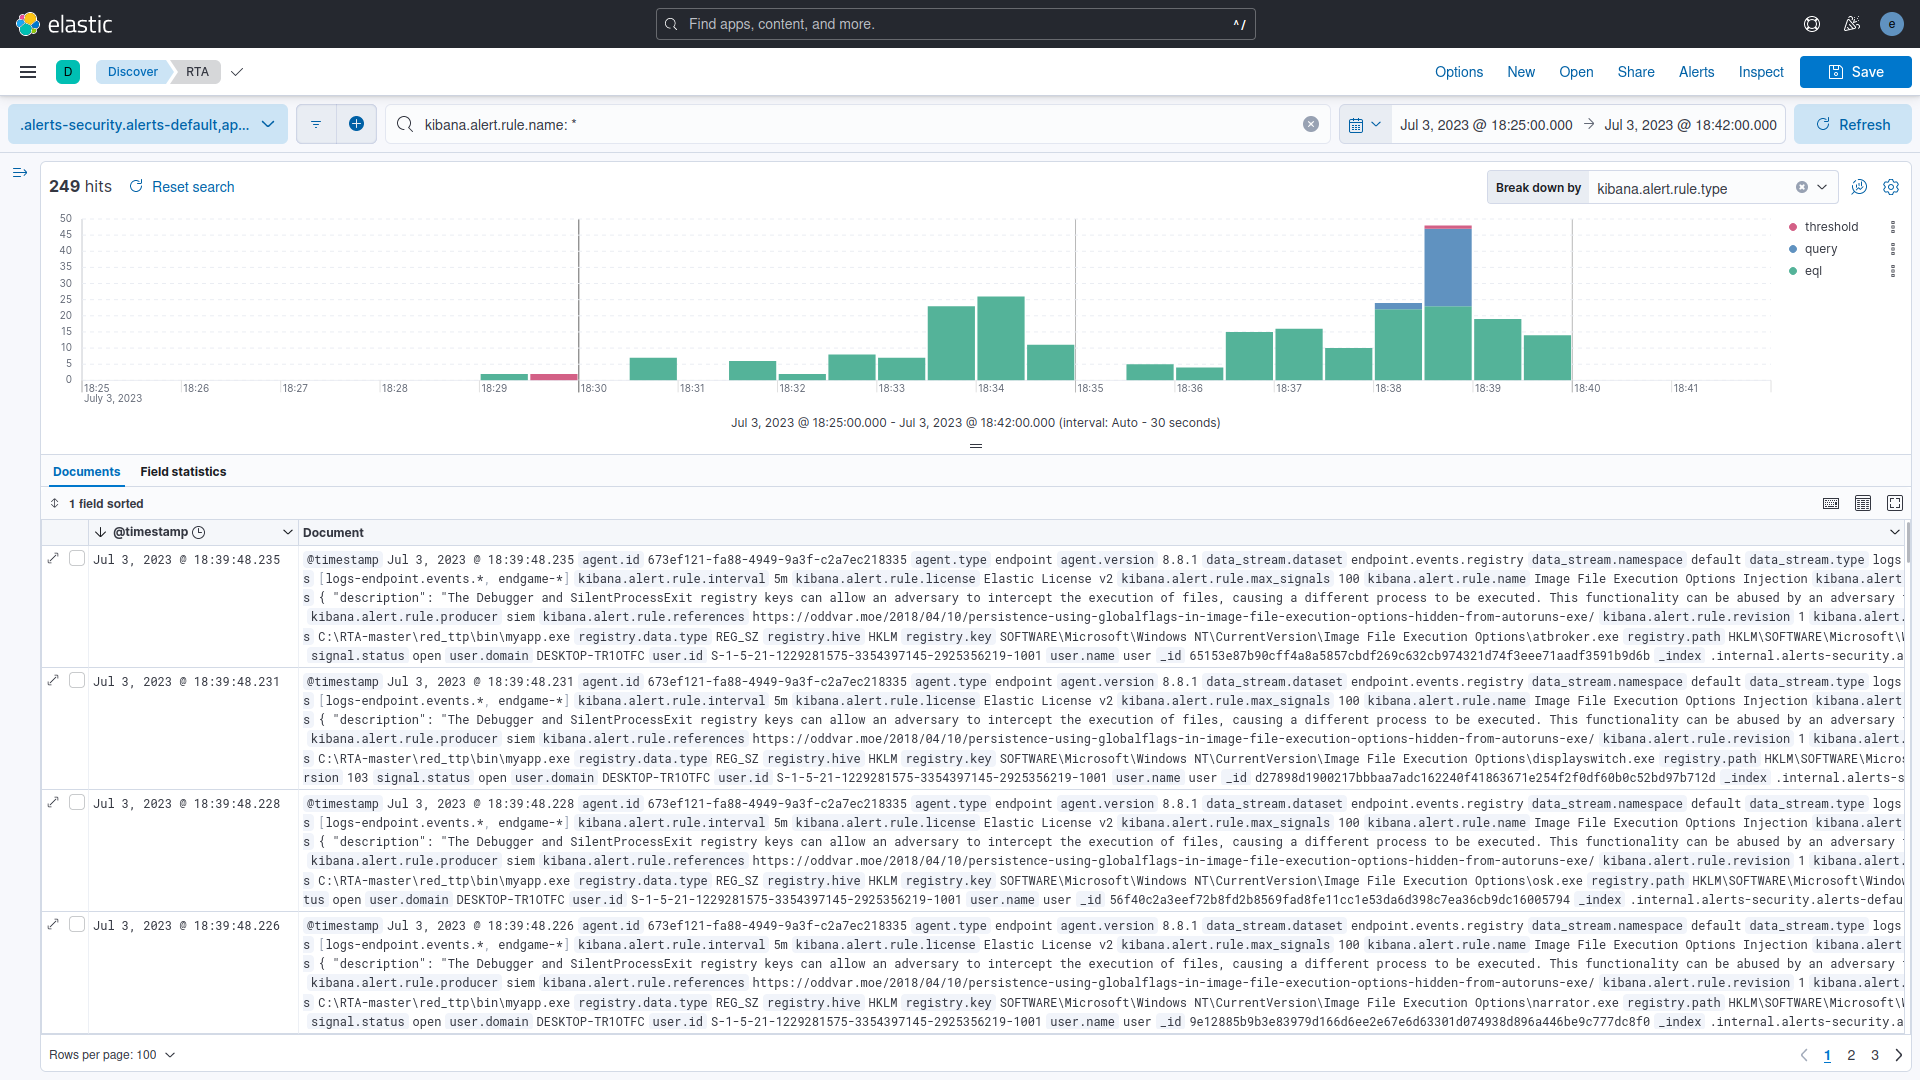 elastic
Find apps, content, and more.
^/
e
D
Discover
RTA
Options
New
Open
Share
Alerts
Inspect
Save
.alerts-security.alerts-default,ap...
kibana.alert.rule.name: *
Jul 3, 2023 @ 18:25:00.000 → Jul 3, 2023 @ 18:42:00.000
Refresh
249 hits
Reset search
Break down by
kibana.alert.rule.type
50
45
40
35
30
25
20
15
10
5
0
18:25
18:26
18:27
18:28
18:29
18:30
18:31
18:32
18:33
18:34
18:35
18:36
18:37
18:38
18:39
18:40
18:41
July 3, 2023
threshold
query
eql
Jul 3, 2023 @ 18:25:00.000 - Jul 3, 2023 @ 18:42:00.000 (interval: Auto - 30 seconds)
Documents
Field statistics
1 field sorted
@timestamp
Document
Jul 3, 2023 @ 18:39:48.235
@timestamp Jul 3, 2023 @ 18:39:48.235 agent.id 673ef121-fa88-4949-9a3f-c2a7ec218335 agent.type endpoint agent.version 8.8.1 data_stream.dataset endpoint.events.registry data_stream.namespace default data_stream.type logs
s [logs-endpoint.events.*, endgame-*] kibana.alert.rule.interval 5m kibana.alert.rule.license Elastic License v2 kibana.alert.rule.max_signals 100 kibana.alert.rule.name Image File Execution Options Injection kibana.alert
s { "description": "The Debugger and SilentProcessExit registry keys can allow an adversary to intercept the execution of files, causing a different process to be executed. This functionality can be abused by an adversary
kibana.alert.rule.producer siem kibana.alert.rule.references https://oddvar.moe/2018/04/10/persistence-using-globalflags-in-image-file-execution-options-hidden-from-autoruns-exe/ kibana.alert.rule.revision 1 kibana.alert.
s C:\RTA-master\red_ttp\bin\myapp.exe registry.data.type REG_SZ registry.hive HKLM registry.key SOFTWARE\Microsoft\Windows NT\CurrentVersion\Image File Execution Options\atbroker.exe registry.path HKLM\SOFTWARE\Microsoft\W
signal.status open user.domain DESKTOP-TR1OTFC user.id S-1-5-21-1229281575-3354397145-2925356219-1001 user.name user _id 65153e87b90cff4a8a5857cbdf269c632cb974321d74f3eee71aadf3591b9d6b _index .internal.alerts-security.a
Jul 3, 2023 @ 18:39:48.231
@timestamp Jul 3, 2023 @ 18:39:48.231 agent.id 673ef121-fa88-4949-9a3f-c2a7ec218335 agent.type endpoint agent.version 8.8.1 data_stream.dataset endpoint.events.registry data_stream.namespace default data_stream.type logs
s [logs-endpoint.events.*, endgame-*] kibana.alert.rule.interval 5m kibana.alert.rule.license Elastic License v2 kibana.alert.rule.max_signals 100 kibana.alert.rule.name Image File Execution Options Injection kibana.alert
s { "description": "The Debugger and SilentProcessExit registry keys can allow an adversary to intercept the execution of files, causing a different process to be executed. This functionality can be abused by an adversary
kibana.alert.rule.producer siem kibana.alert.rule.references https://oddvar.moe/2018/04/10/persistence-using-globalflags-in-image-file-execution-options-hidden-from-autoruns-exe/ kibana.alert.rule.revision 1 kibana.alert.
s C:\RTA-master\red_ttp\bin\myapp.exe registry.data.type REG_SZ registry.hive HKLM registry.key SOFTWARE\Microsoft\Windows NT\CurrentVersion\Image File Execution Options\displayswitch.exe registry.path HKLM\SOFTWARE\Micros
rsion 103 signal.status open user.domain DESKTOP-TR1OTFC user.id S-1-5-21-1229281575-3354397145-2925356219-1001 user.name user _id d27898d1900217bbbaa7adc162240f41863671e254f2f0df60b0c52bd97b712d _index .internal.alerts-s
Jul 3, 2023 @ 18:39:48.228
@timestamp Jul 3, 2023 @ 18:39:48.228 agent.id 673ef121-fa88-4949-9a3f-c2a7ec218335 agent.type endpoint agent.version 8.8.1 data_stream.dataset endpoint.events.registry data_stream.namespace default data_stream.type logs
s [logs-endpoint.events.*, endgame-*] kibana.alert.rule.interval 5m kibana.alert.rule.license Elastic License v2 kibana.alert.rule.max_signals 100 kibana.alert.rule.name Image File Execution Options Injection kibana.alert
s { "description": "The Debugger and SilentProcessExit registry keys can allow an adversary to intercept the execution of files, causing a different process to be executed. This functionality can be abused by an adversary
kibana.alert.rule.producer siem kibana.alert.rule.references https://oddvar.moe/2018/04/10/persistence-using-globalflags-in-image-file-execution-options-hidden-from-autoruns-exe/ kibana.alert.rule.revision 1 kibana.alert.
s C:\RTA-master\red_ttp\bin\myapp.exe registry.data.type REG_SZ registry.hive HKLM registry.key SOFTWARE\Microsoft\Windows NT\CurrentVersion\Image File Execution Options\osk.exe registry.path HKLM\SOFTWARE\Microsoft\Window
tus open user.domain DESKTOP-TR1OTFC user.id S-1-5-21-1229281575-3354397145-2925356219-1001 user.name user _id 56f40c2a3eef72b8fd2b8569fad8fe11cc1e53da6d398c7ea36cb9dc16005794 _index .internal.alerts-security.alerts-defau
Jul 3, 2023 @ 18:39:48.226
@timestamp Jul 3, 2023 @ 18:39:48.226 agent.id 673ef121-fa88-4949-9a3f-c2a7ec218335 agent.type endpoint agent.version 8.8.1 data_stream.dataset endpoint.events.registry data_stream.namespace default data_stream.type logs
s [logs-endpoint.events.*, endgame-*] kibana.alert.rule.interval 5m kibana.alert.rule.license Elastic License v2 kibana.alert.rule.max_signals 100 kibana.alert.rule.name Image File Execution Options Injection kibana.alert
s { "description": "The Debugger and SilentProcessExit registry keys can allow an adversary to intercept the execution of files, causing a different process to be executed. This functionality can be abused by an adversary
kibana.alert.rule.producer siem kibana.alert.rule.references https://oddvar.moe/2018/04/10/persistence-using-globalflags-in-image-file-execution-options-hidden-from-autoruns-exe/ kibana.alert.rule.revision 1 kibana.alert.
s C:\RTA-master\red_ttp\bin\myapp.exe registry.data.type REG_SZ registry.hive HKLM registry.key SOFTWARE\Microsoft\Windows NT\CurrentVersion\Image File Execution Options\narrator.exe registry.path HKLM\SOFTWARE\Microsoft\W
signal.status open user.domain DESKTOP-TR1OTFC user.id S-1-5-21-1229281575-3354397145-2925356219-1001 user.name user _id 9e12885b9b3e83979d166d6ee2e67e6d63301d074938d896a446be9c777dc8f0 _index .internal.alerts-security.a
Rows per page: 100
1 2 3